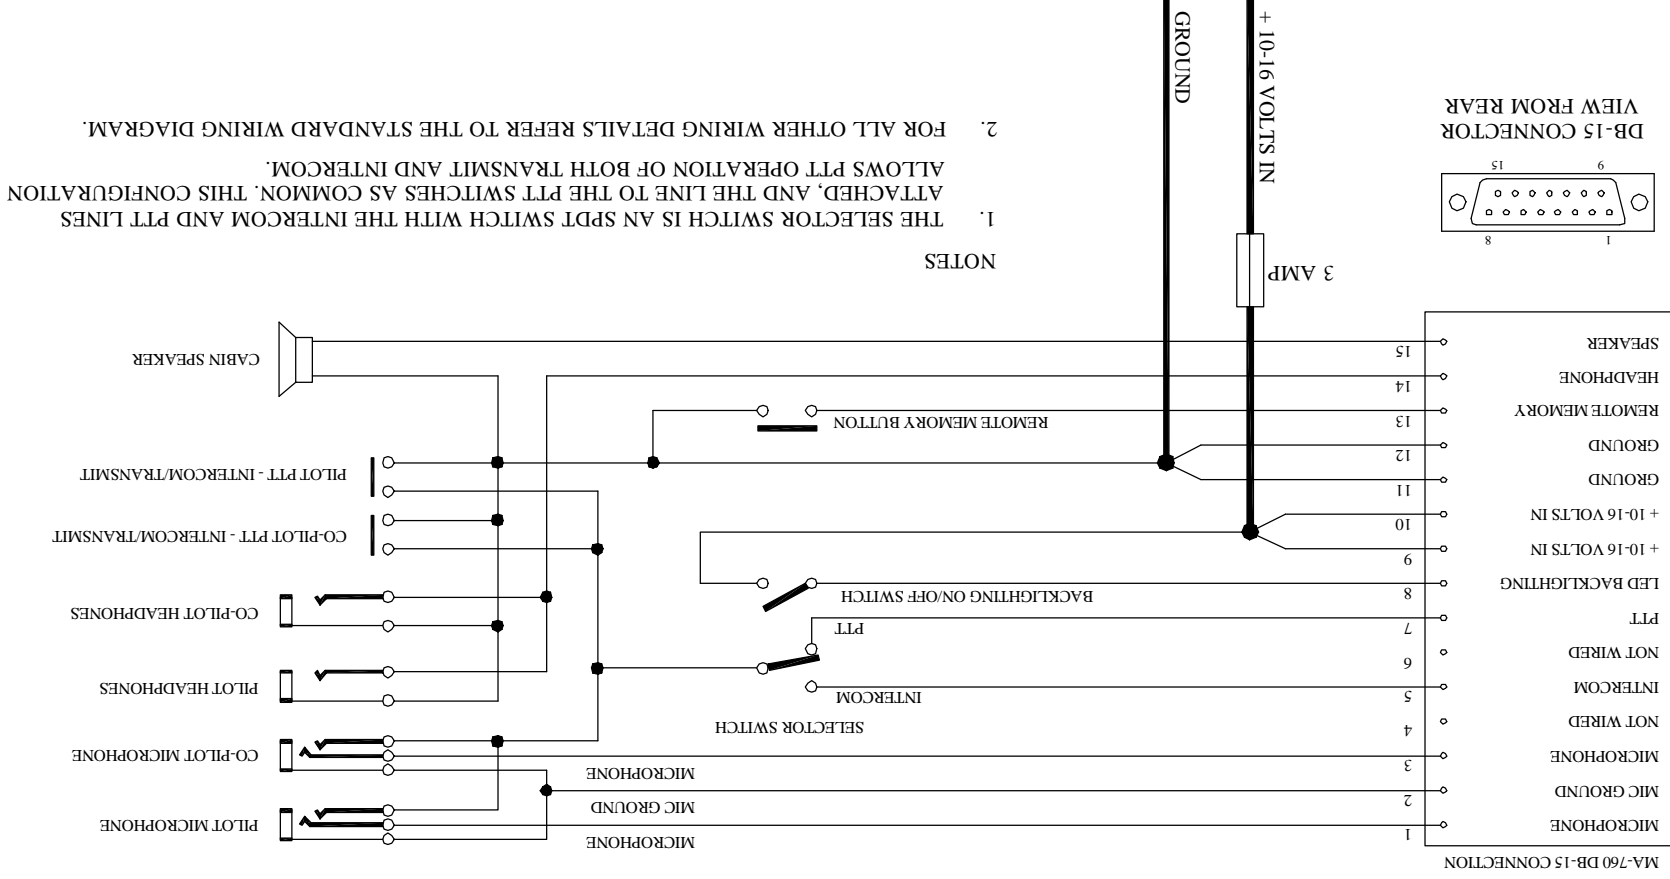 MA-760 DB-15 CONNECTION
MICROPHONE 1 MICROPHONE PILOT MICROPHONE
MIC GROUND 2 MIC GROUND
MICROPHONE 3 MICROPHONE CO-PILOT MICROPHONE
NOT WIRED 4 SELECTOR SWITCH
INTERCOM 5 INTERCOM PILOT HEADPHONES
NOT WIRED 6
PTT 7 PTT CO-PILOT HEADPHONES
LED BACKLIGHTING 8 BACKLIGHTING ON/OFF SWITCH
+ 10-16 VOLTS IN 9 CO-PILOT PTT - INTERCOM/TRANSMIT
+ 10-16 VOLTS IN 10
GROUND 11 PILOT PTT - INTERCOM/TRANSMIT
GROUND 12
REMOTE MEMORY 13 REMOTE MEMORY BUTTON
HEADPHONE 14
SPEAKER 15 CABIN SPEAKER
3 AMP
+ 10-16 VOLTS IN
GROUND
1 8
9 15
DB-15 CONNECTOR
VIEW FROM REAR
NOTES
1. THE SELECTOR SWITCH IS AN SPDT SWITCH WITH THE INTERCOM AND PTT LINES
ATTACHED, AND THE LINE TO THE PTT SWITCHES AS COMMON. THIS CONFIGURATION
ALLOWS PTT OPERATION OF BOTH TRANSMIT AND INTERCOM.
2. FOR ALL OTHER WIRING DETAILS REFER TO THE STANDARD WIRING DIAGRAM.